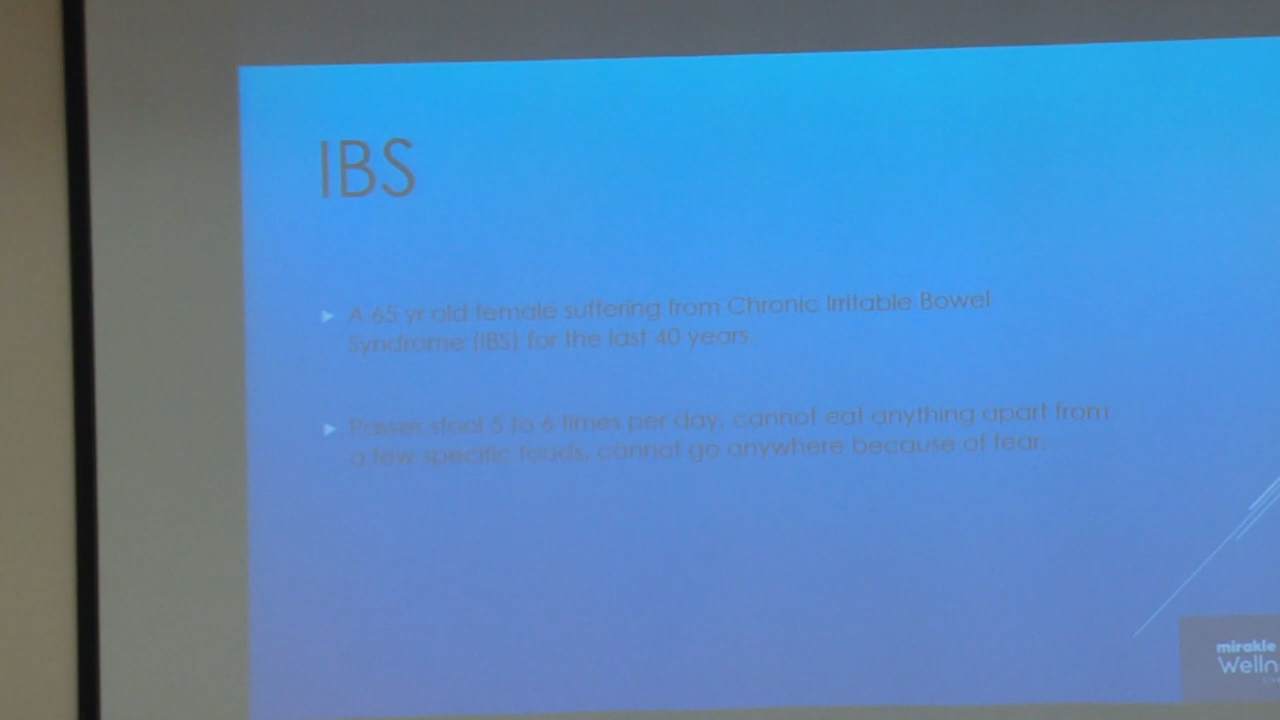 IBS
A 65 yr old female suffering from Chronic Irritable Bowel
Syndrome (IBS) for the last 40 years.
Passes stool 5 to 6 times per day, cannot eat anything apart from
a few specific foods, cannot go anywhere because of fear.
mirakle
Welln